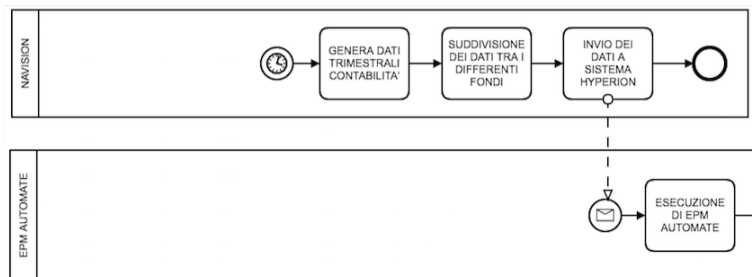 NAVISION
GENERA DATI
TRIMESTRALI
CONTABILITA'
SUDDIVISIONE
DEI DATI TRA I
DIFFERENTI
FONDI
INVIO DEI
DATI A
SISTEMA
HYPERION
EPM AUTOMATE
ESECUZIONE
DI EPM
AUTOMATE